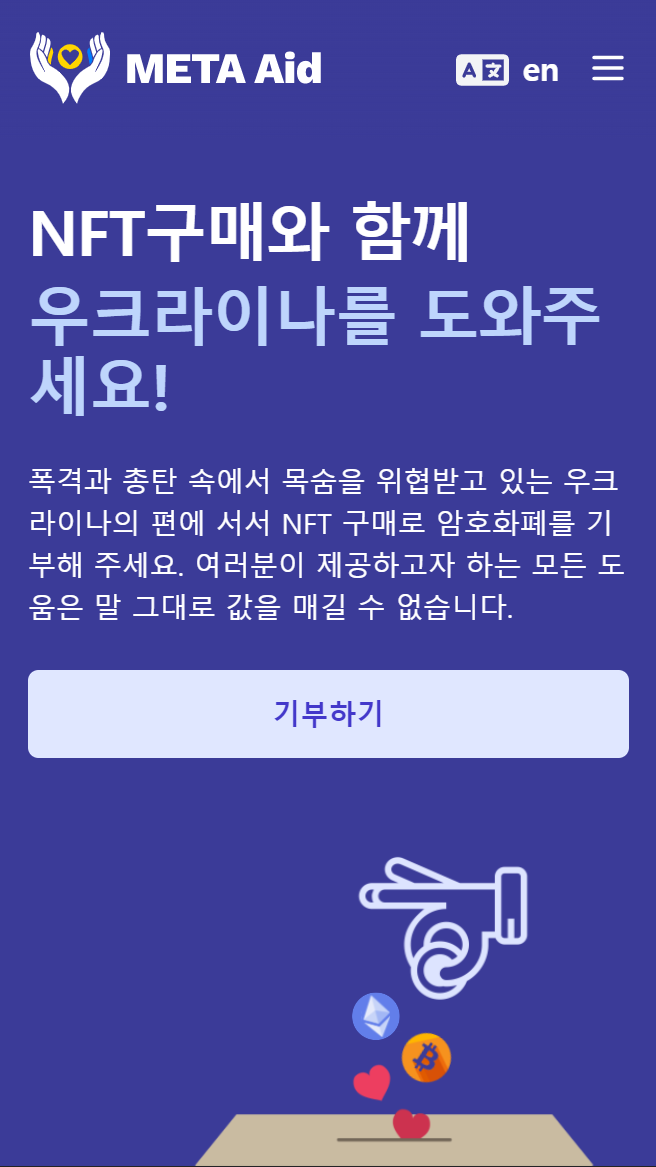 META Aid
en
NFT구매와 함께
우크라이나를 도와주
세요!
폭격과 총탄 속에서 목숨을 위협받고 있는 우크
라이나의 편에 서서 NFT 구매로 암호화폐를 기
부해 주세요. 여러분이 제공하고자 하는 모든 도
움은 말 그대로 값을 매길 수 없습니다.
기부하기